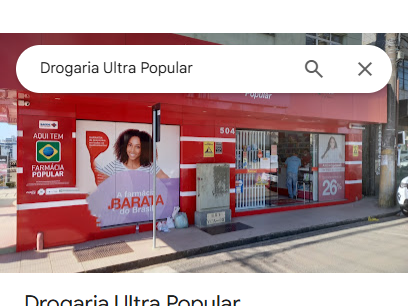 Drogaria Ultra Popular
Popular
504
AQUI TEM
FARMÁCIA
POPULAR
A farmácia
+BARATA
do Brasil
26%
Drogaria Ultra Popular